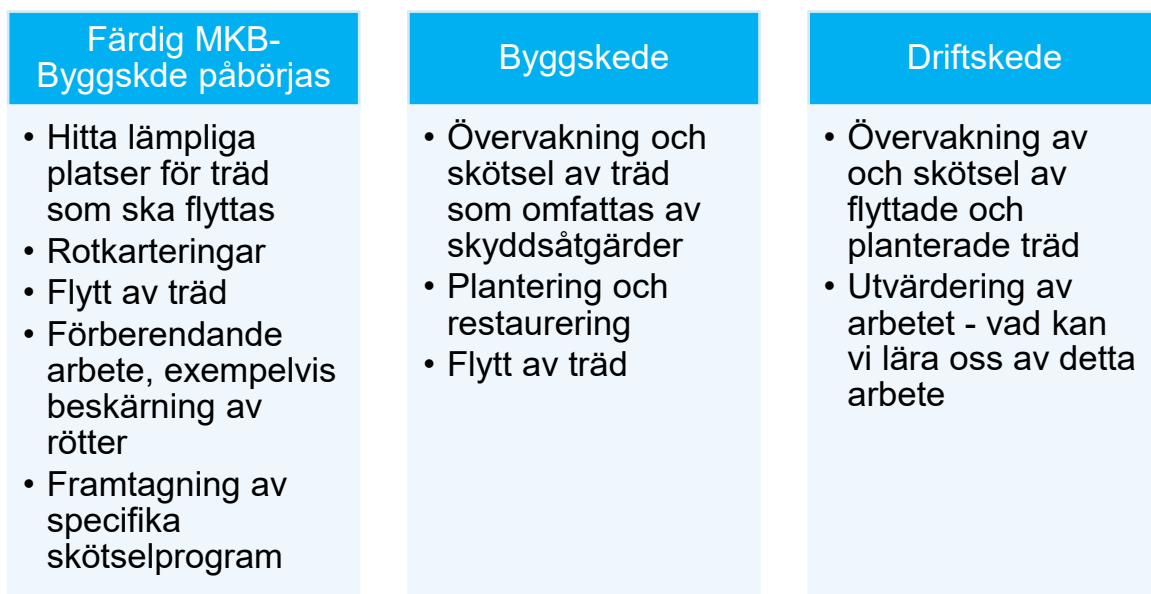 Färdig MKB-
Byggskde påbörjas
• Hitta lämpliga
platser för träd
som ska flyttas
• Rotkarteringar
• Flytt av träd
• Förberendande
arbete, exempelvis
beskärning av
rötter
• Framtagning av
specifika
skötselprogram
Byggskede
• Övervakning och
skötsel av träd
som omfattas av
skyddsåtgärder
• Plantering och
restaurering
• Flytt av träd
Driftskede
• Övervakning av
och skötsel av
flyttade och
planterade träd
• Utvärdering av
arbetet - vad kan
vi lära oss av detta
arbete